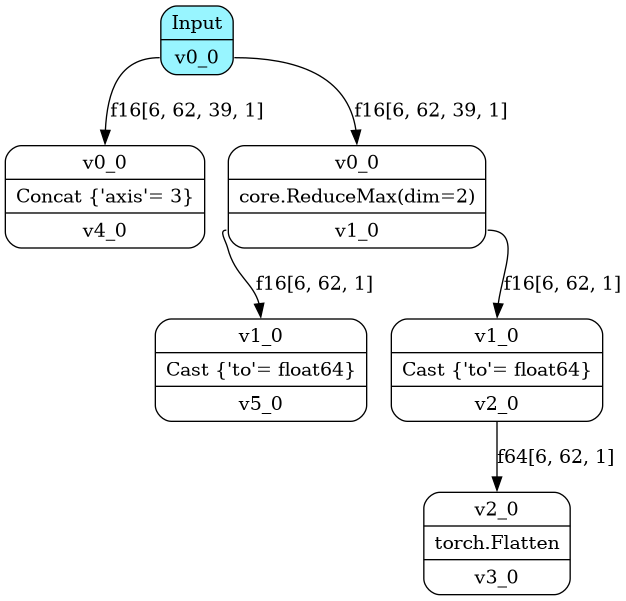 Input
v0_0
f16[6, 62, 39, 1]
f16[6, 62, 39, 1]
v0_0
Concat {'axis'= 3}
v4_0
v0_0
core.ReduceMax(dim=2)
v1_0
f16[6, 62, 1]
f16[6, 62, 1]
v1_0
Cast {'to'= float64}
v5_0
v1_0
Cast {'to'= float64}
v2_0
f64[6, 62, 1]
v2_0
torch.Flatten
v3_0